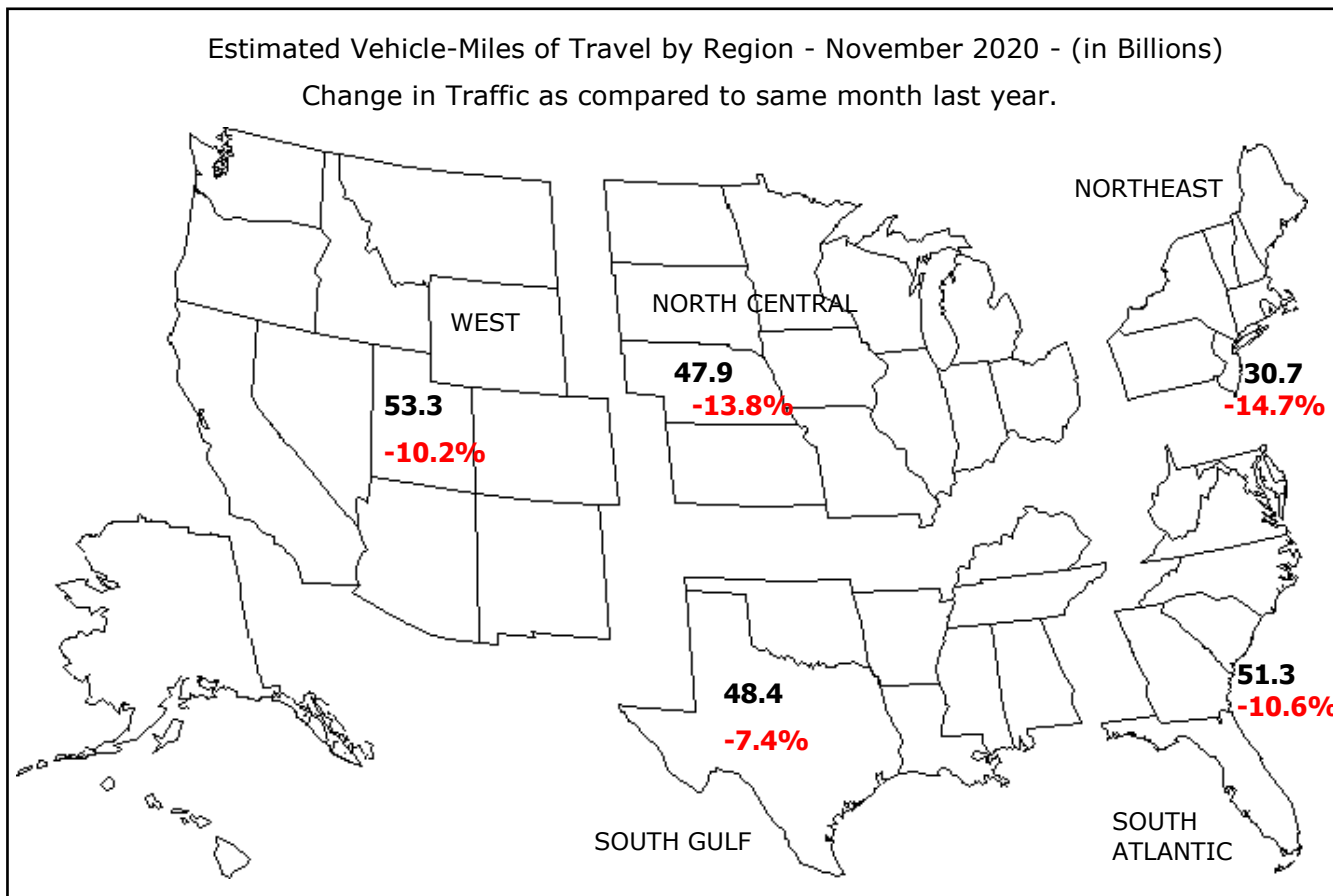 Estimated Vehicle-Miles of Travel by Region - November 2020 - (in Billions)
Change in Traffic as compared to same month last year.
NORTHEAST
30.7
-14.7%
NORTH CENTRAL
47.9
-13.8%
WEST
53.3
-10.2%
48.4
-7.4%
SOUTH GULF
51.3
-10.6%
SOUTH
ATLANTIC